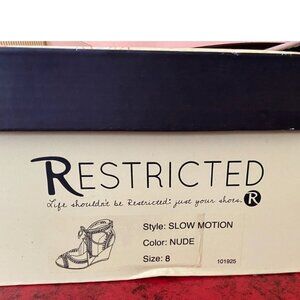 RESTRICTED
Life shouldn't be Restricted: just your shoes. R
Style: SLOW MOTION
Color: NUDE
Size: 8
101925